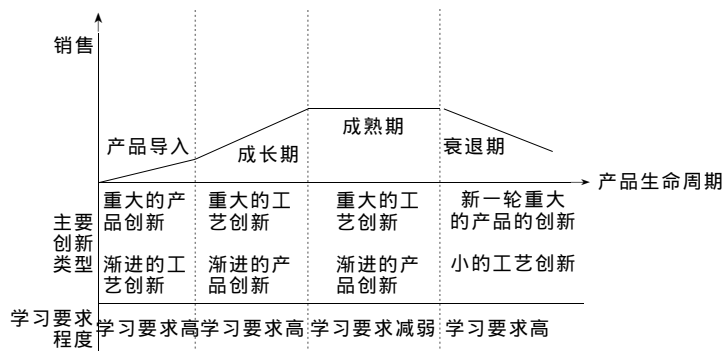 销售
产品导入
成长期
成熟期
衰退期
产品生命周期
主要
创新
类型
重大的产
品创新
渐进的工
艺创新
重大的工
艺创新
渐进的产
品创新
重大的工
艺创新
渐进的产
品创新
新一轮重大
的产品的创新
小的工艺创新
学习要求
程度
学习要求高
学习要求高
学习要求减弱
学习要求高